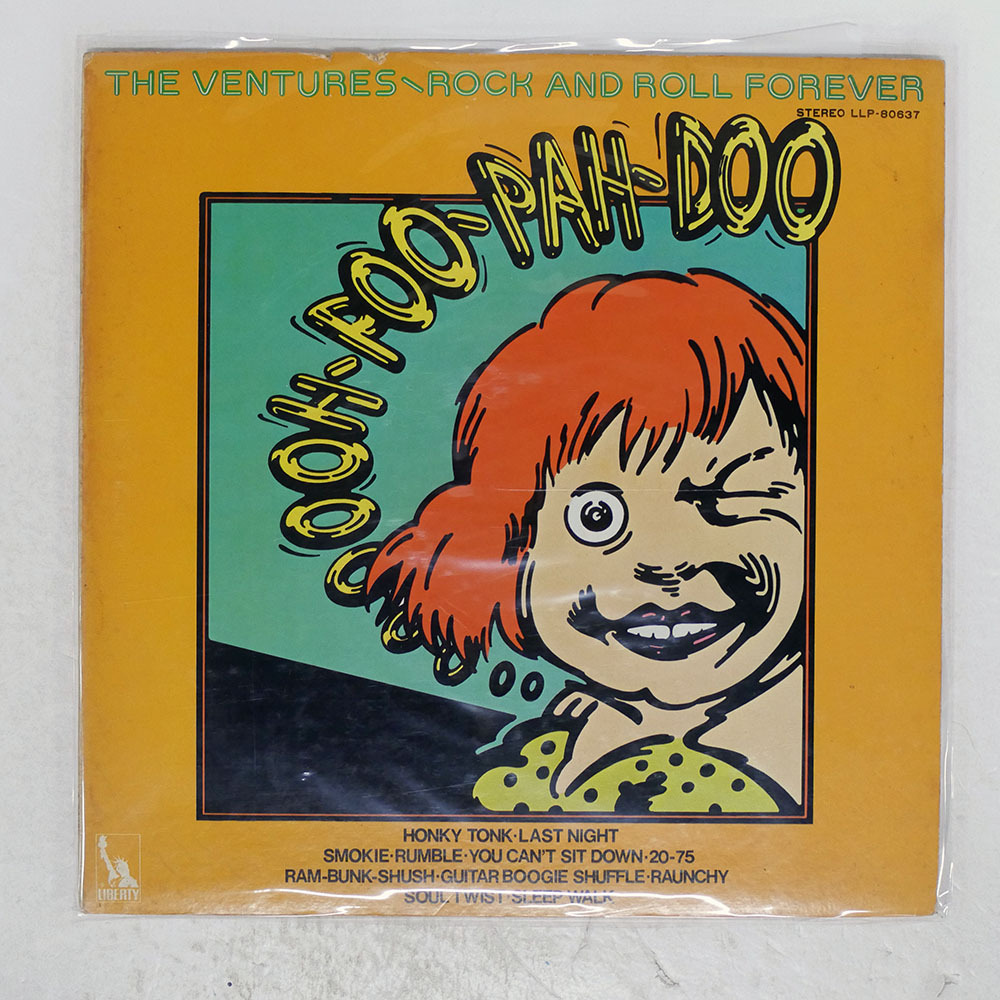 THE VENTURES\ROCK AND ROLL FOREVER
STEREO LLP-80637
OOH-POO-PAH-DOO
HONKY TONK·LAST NIGHT
SMOKIE·RUMBLE·YOU CAN'T SIT DOWN·20-75
RAM-BUNK-SHUSH·GUITAR BOOGIE SHUFFLE·RAUNCHY
SOUL TWIST·SLEEP WALK
LIBERTY